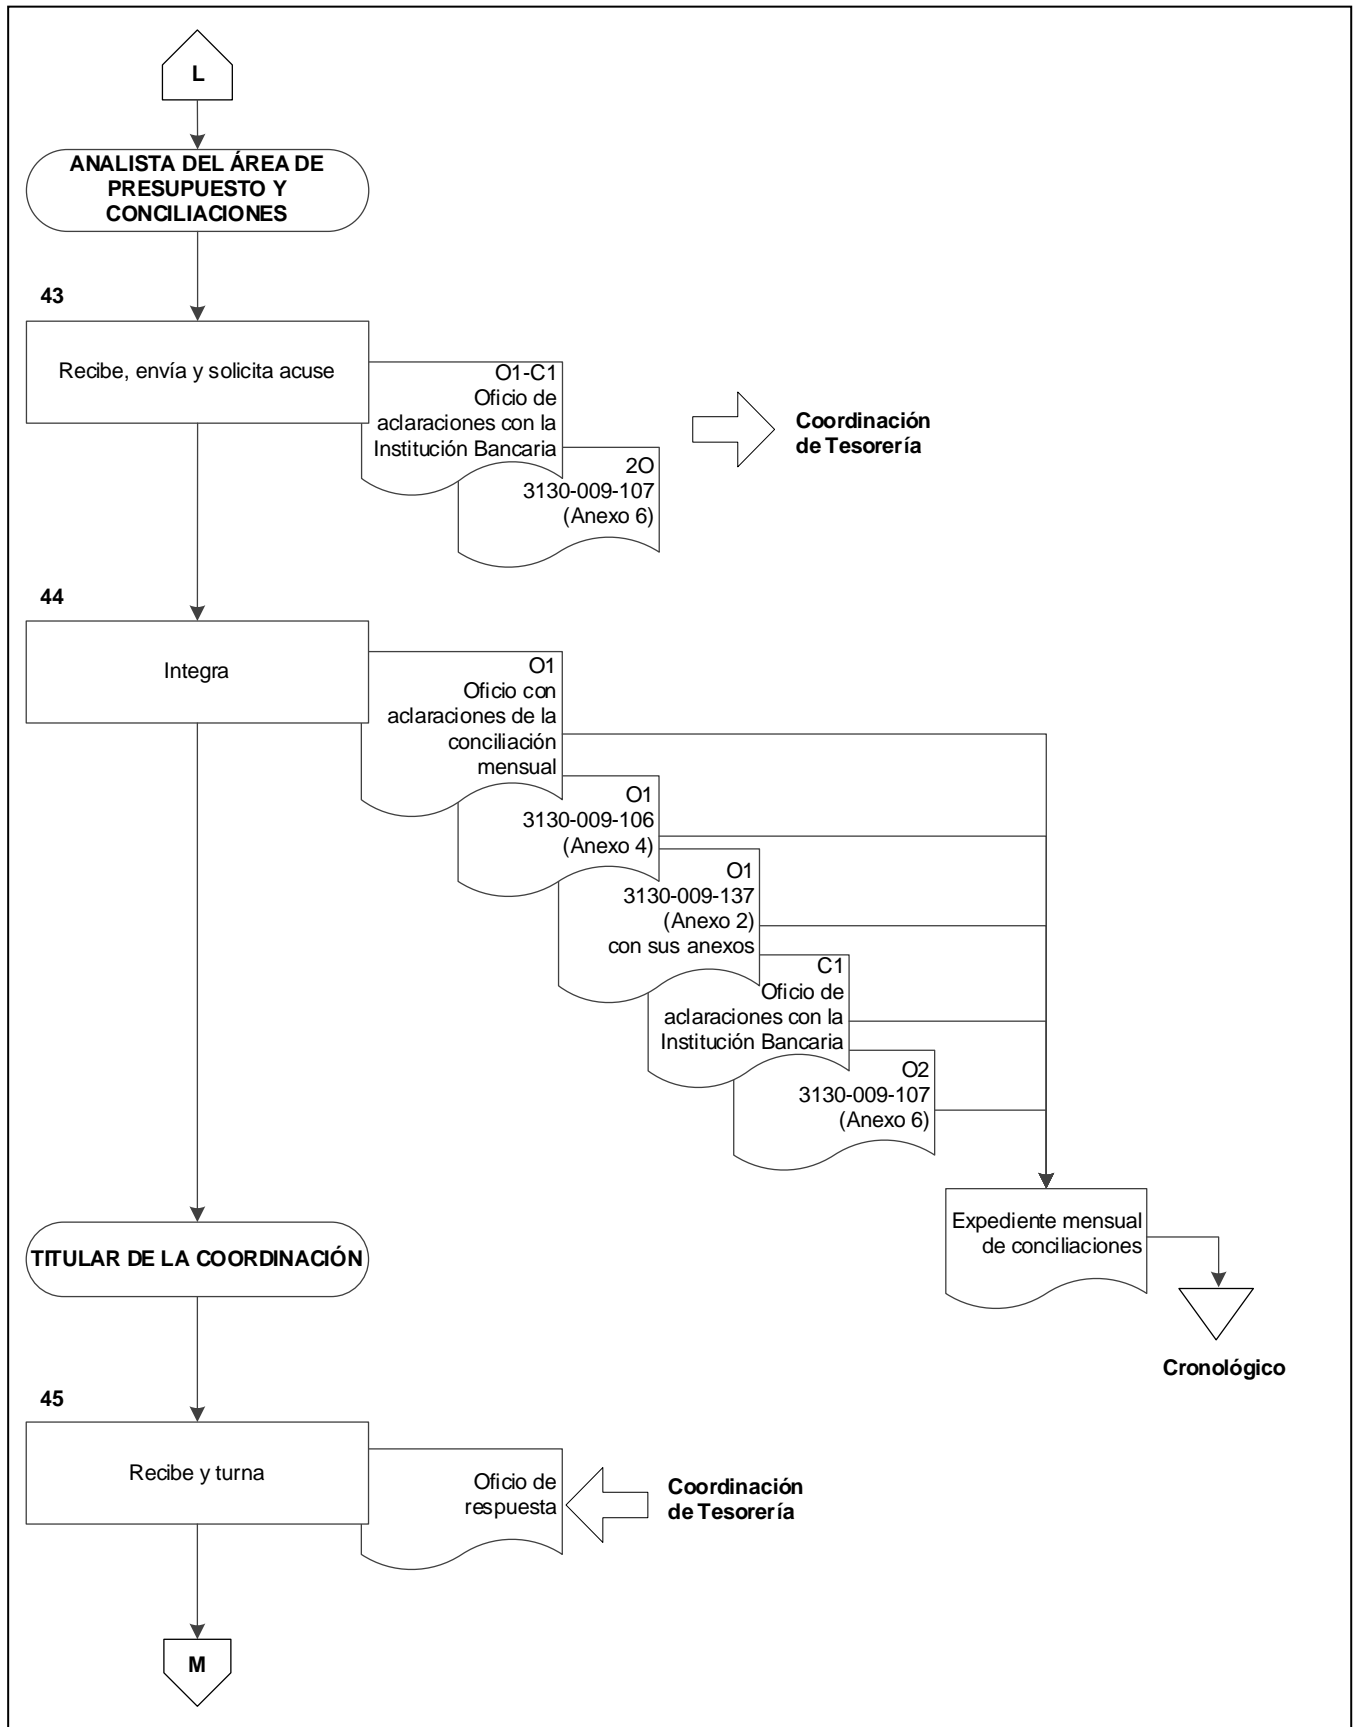 L
ANALISTA DEL ÁREA DE
PRESUPUESTO Y
CONCILIACIONES
43
Recibe, envía y solicita acuse
O1-C1
Oficio de
aclaraciones con la
Institución Bancaria
2O
3130-009-107
(Anexo 6)
Coordinación
de Tesorería
44
Integra
O1
Oficio con
aclaraciones de la
conciliación
mensual
O1
3130-009-106
(Anexo 4)
O1
3130-009-137
(Anexo 2)
con sus anexos
C1
Oficio de
aclaraciones con la
Institución Bancaria
O2
3130-009-107
(Anexo 6)
Expediente mensual
de conciliaciones
Cronológico
TITULAR DE LA COORDINACIÓN
45
Recibe y turna
Oficio de
respuesta
Coordinación
de Tesorería
M